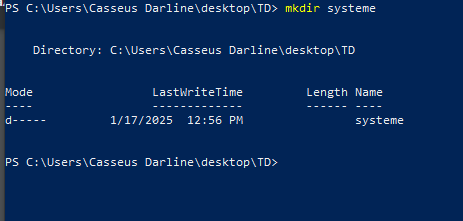 PS C:\Users\Casseus Darline\desktop\TD> mkdir systeme
Directory: C:\Users\Casseus Darline\desktop\TD
Mode LastWriteTime Length Name
---- ------------- ------ ----
d----- 1/17/2025 12:56 PM systeme
PS C:\Users\Casseus Darline\desktop\TD>